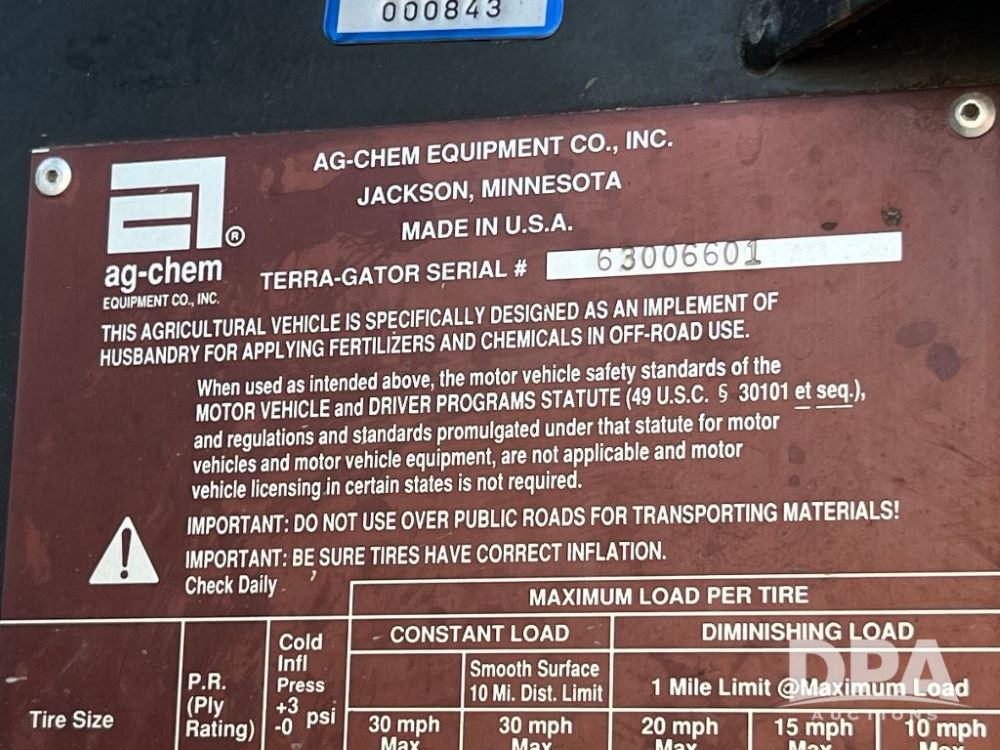 000843
AG-CHEM EQUIPMENT CO., INC.
JACKSON, MINNESOTA
MADE IN U.S.A.
®
ag-chem
EQUIPMENT CO., INC.
TERRA-GATOR SERIAL # 63006601
THIS AGRICULTURAL VEHICLE IS SPECIFICALLY DESIGNED AS AN IMPLEMENT OF
HUSBANDRY FOR APPLYING FERTILIZERS AND CHEMICALS IN OFF-ROAD USE.
When used as intended above, the motor vehicle safety standards of the
MOTOR VEHICLE and DRIVER PROGRAMS STATUTE (49 U.S.C. § 30101 et seq.),
and regulations and standards promulgated under that statute for motor
vehicles and motor vehicle equipment, are not applicable and motor
vehicle licensing in certain states is not required.
IMPORTANT: DO NOT USE OVER PUBLIC ROADS FOR TRANSPORTING MATERIALS!
IMPORTANT: BE SURE TIRES HAVE CORRECT INFLATION.
Check Daily
!
MAXIMUM LOAD PER TIRE
CONSTANT LOAD
DIMINISHING LOAD
Tire Size
P.R.
(Ply
Rating)
Cold
Infl
Press
+3
-0 psi
Smooth Surface
10 Mi. Dist. Limit
1 Mile Limit @Maximum Load
30 mph
Max
30 mph
Max
20 mph
Max
15 mph
Max
10 mph
Max
DPA
AUCTIONS